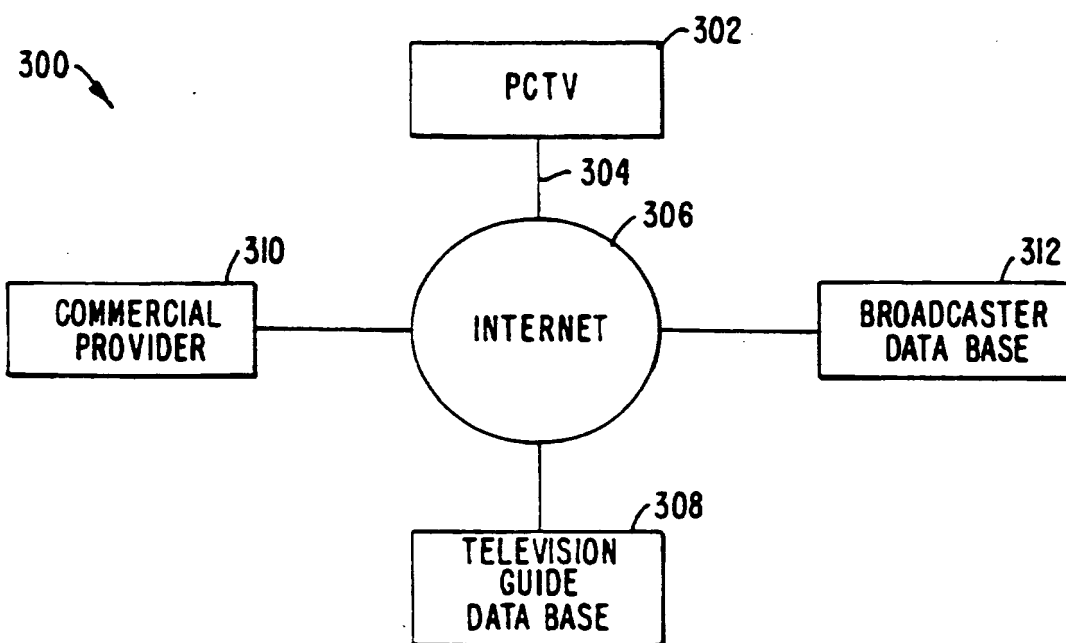 302
300
PCTV
304
306
310
312
COMMERCIAL
PROVIDER
INTERNET
BROADCASTER
DATA BASE
308
TELEVISION
GUIDE
DATA BASE